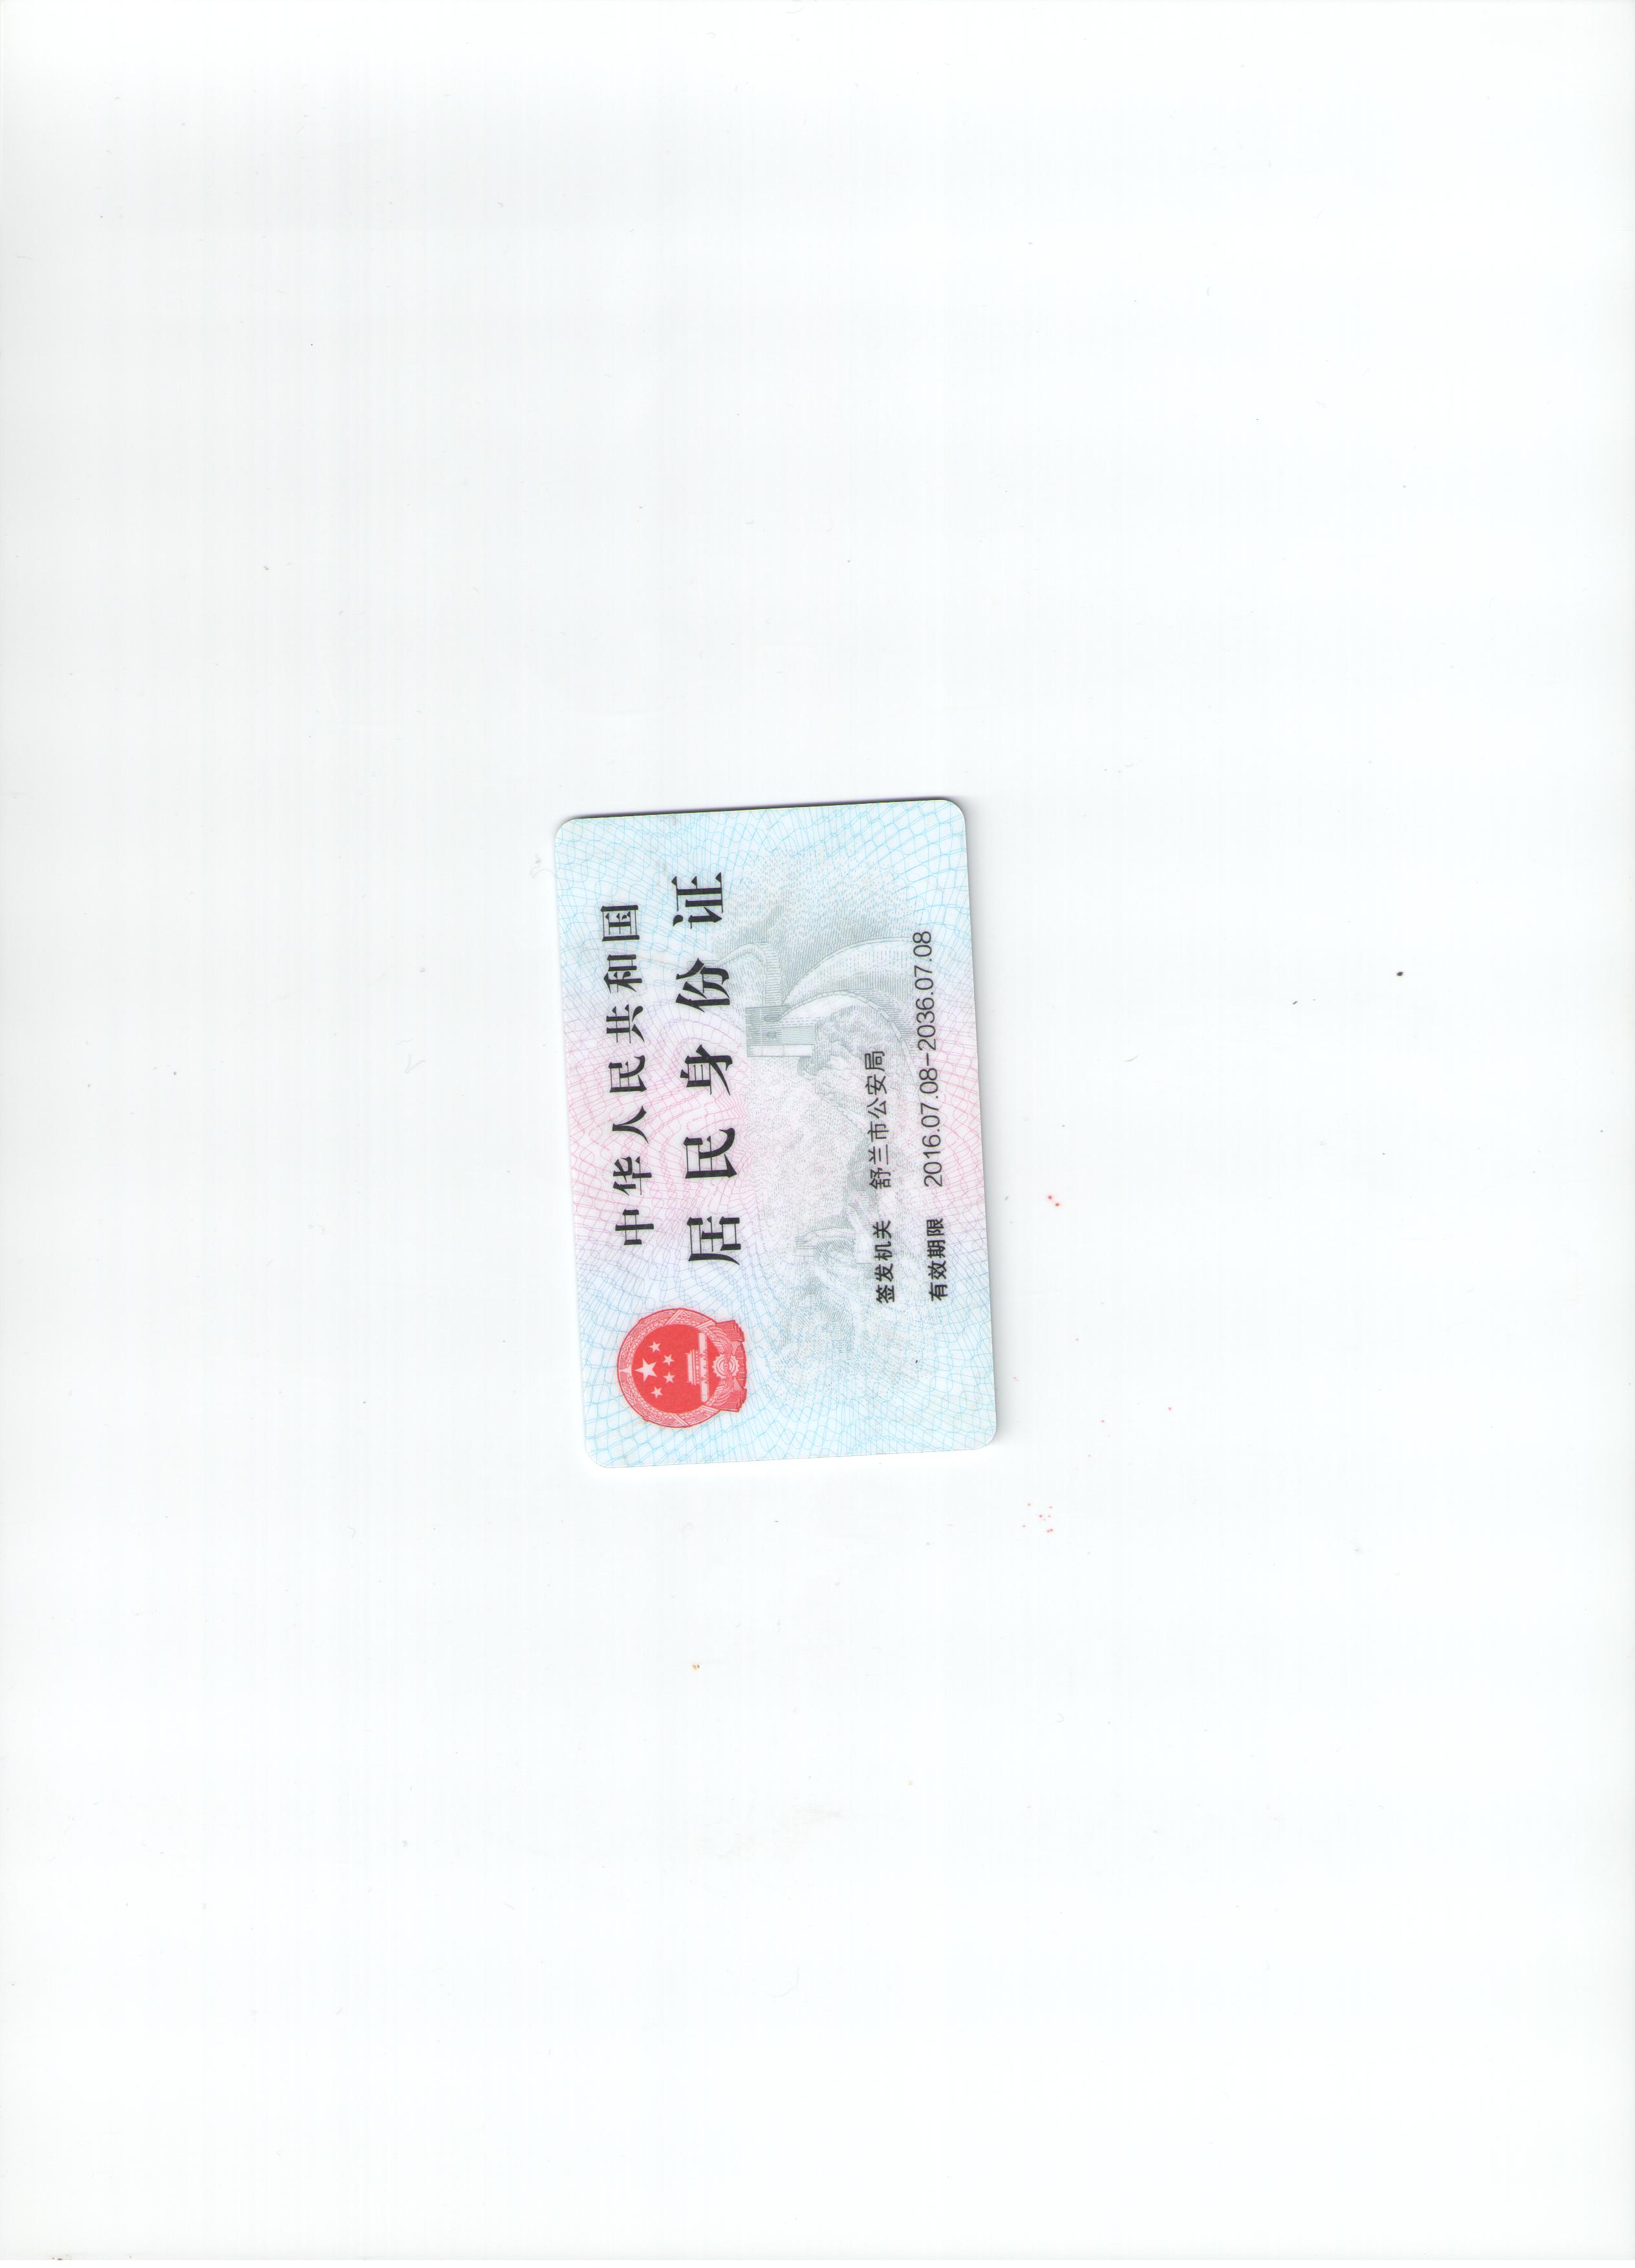 中华人民共和国
居民身份证
签发机关 舒兰市公安局
有效期限 2016.07.08-2036.07.08